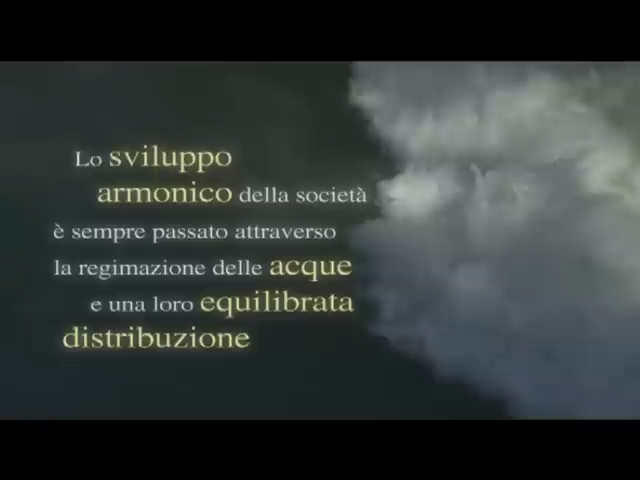 Lo sviluppo
armonico della società
è sempre passato attraverso
la regimazione delle acque
e una loro equilibrata
distribuzione